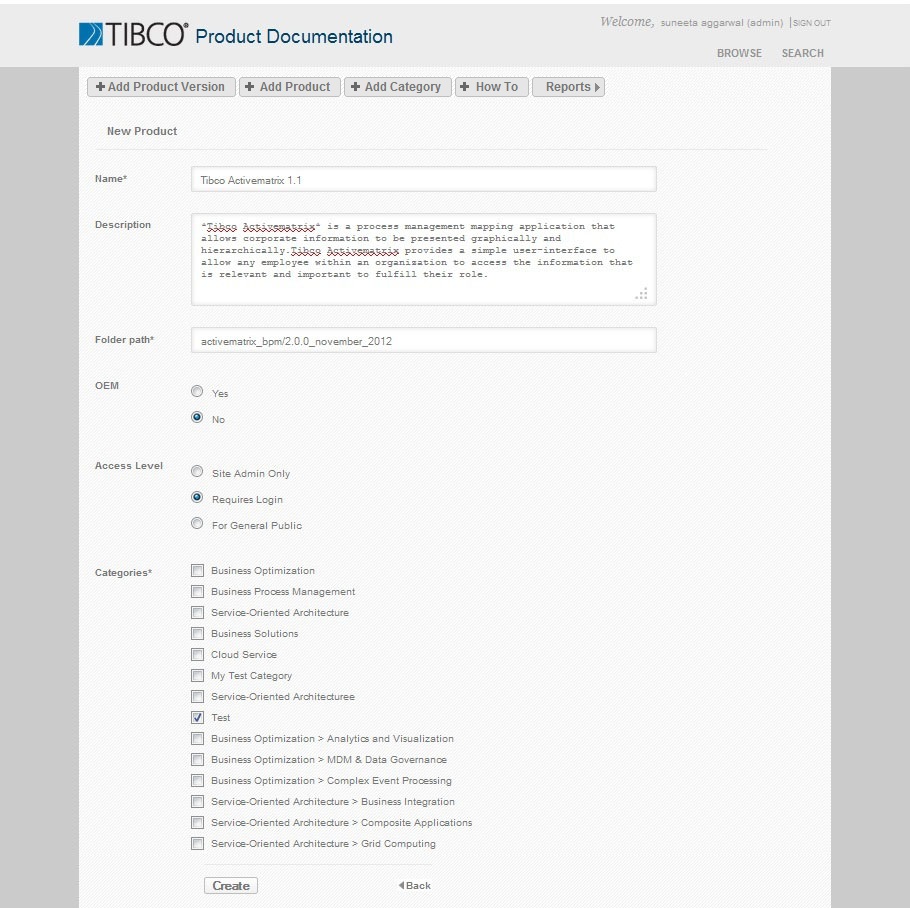 Welcome, suneeta aggarwal (admin) | SIGN OUT
TIBCO® Product Documentation
BROWSE SEARCH
+ Add Product Version + Add Product + Add Category + How To Reports
New Product
Name* Tibco Activematrix 1.1
Description "Tibco Activematrix" is a process management mapping application that
allows corporate information to be presented graphically and
hierarchically.Tibco Activematrix provides a simple user-interface to
allow any employee within an organization to access the information that
is relevant and important to fulfill their role.
Folder path* activematrix_bpm/2.0.0_november_2012
OEM
Yes
No
Access Level
Site Admin Only
Requires Login
For General Public
Categories* Business Optimization
Business Process Management
Service-Oriented Architecture
Business Solutions
Cloud Service
My Test Category
Service-Oriented Architecturee
Test
Business Optimization > Analytics and Visualization
Business Optimization > MDM & Data Governance
Business Optimization > Complex Event Processing
Service-Oriented Architecture > Business Integration
Service-Oriented Architecture > Composite Applications
Service-Oriented Architecture > Grid Computing
Create Back